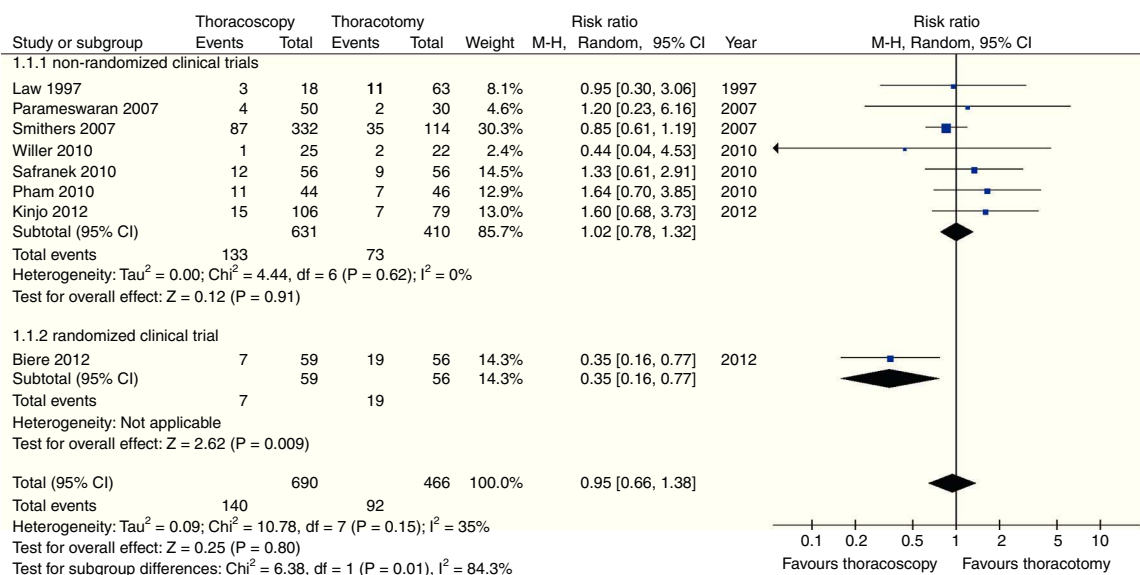 Thoracoscopy Thoracotomy Risk ratio Risk ratio
Study or subgroup Events Total Events Total Weight M-H, Random, 95% CI Year M-H, Random, 95% CI
1.1.1 non-randomized clinical trials
Law 1997 3 18 11 63 8.1% 0.95 [0.30, 3.06] 1997
Parameswaran 2007 4 50 2 30 4.6% 1.20 [0.23, 6.16] 2007
Smithers 2007 87 332 35 114 30.3% 0.85 [0.61, 1.19] 2007
Willer 2010 1 25 2 22 2.4% 0.44 [0.04, 4.53] 2010
Safranek 2010 12 56 9 56 14.5% 1.33 [0.61, 2.91] 2010
Pham 2010 11 44 7 46 12.9% 1.64 [0.70, 3.85] 2010
Kinjo 2012 15 106 7 79 13.0% 1.60 [0.68, 3.73] 2012
Subtotal (95% CI) 631 410 85.7% 1.02 [0.78, 1.32]
Total events 133 73
Heterogeneity: Tau² = 0.00; Chi² = 4.44, df = 6 (P = 0.62); I² = 0%
Test for overall effect: Z = 0.12 (P = 0.91)
1.1.2 randomized clinical trial
Biere 2012 7 59 19 56 14.3% 0.35 [0.16, 0.77] 2012
Subtotal (95% CI) 59 56 14.3% 0.35 [0.16, 0.77]
Total events 7 19
Heterogeneity: Not applicable
Test for overall effect: Z = 2.62 (P = 0.009)
Total (95% CI) 690 466 100.0% 0.95 [0.66, 1.38]
Total events 140 92
Heterogeneity: Tau² = 0.09; Chi² = 10.78, df = 7 (P = 0.15); I² = 35%
Test for overall effect: Z = 0.25 (P = 0.80)
Test for subgroup differences: Chi² = 6.38, df = 1 (P = 0.01), I² = 84.3%
0.1 0.2 0.5 1 2 5 10
Favours thoracoscopy Favours thoracotomy